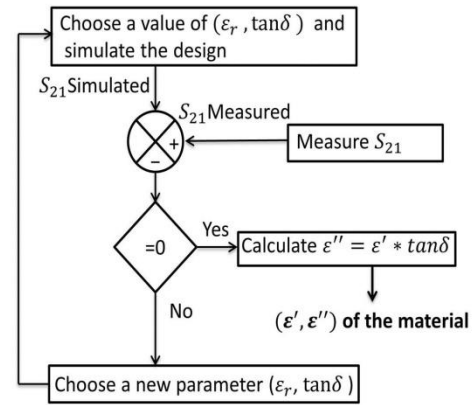 Choose a value of (εᵣ, tanδ) and
simulate the design
S₂₁Simulated
S₂₁Measured
+
−
Measure S₂₁
=0
Yes
Calculate ε′′ = ε′ * tanδ
No
(ε′, ε′′) of the material
Choose a new parameter (εᵣ, tanδ)